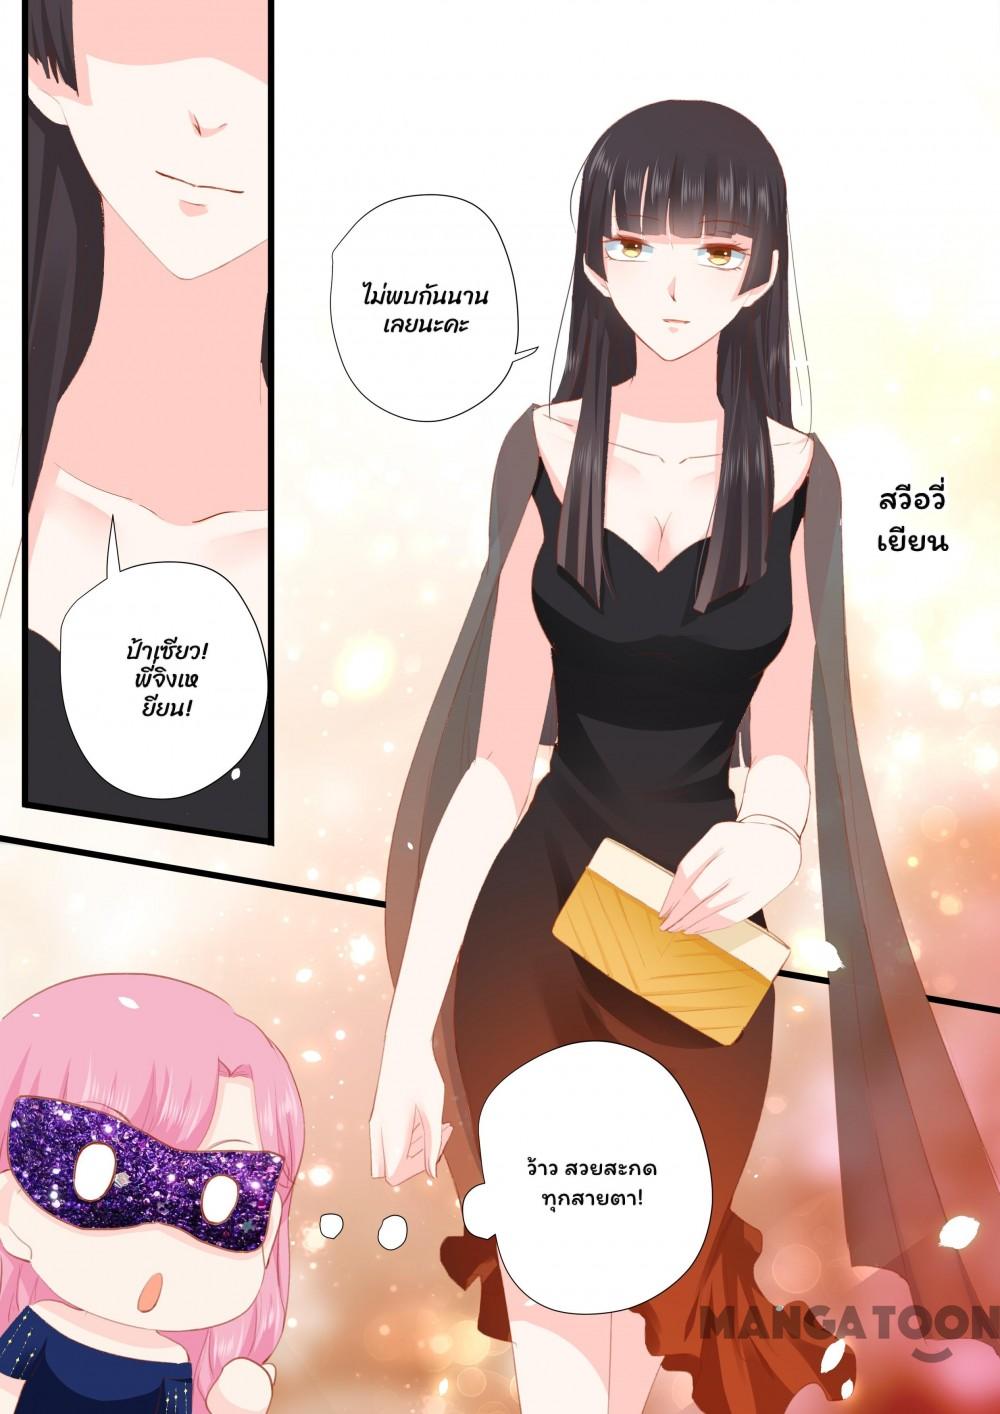 ไม่พบกันนาน
เลยนะคะ
สวีอวี่
เยียน
ป้าเซียว!
พี่จิงเห
ยียน!
ว้าว สวยสะกด
ทุกสายตา!
MANGATOON